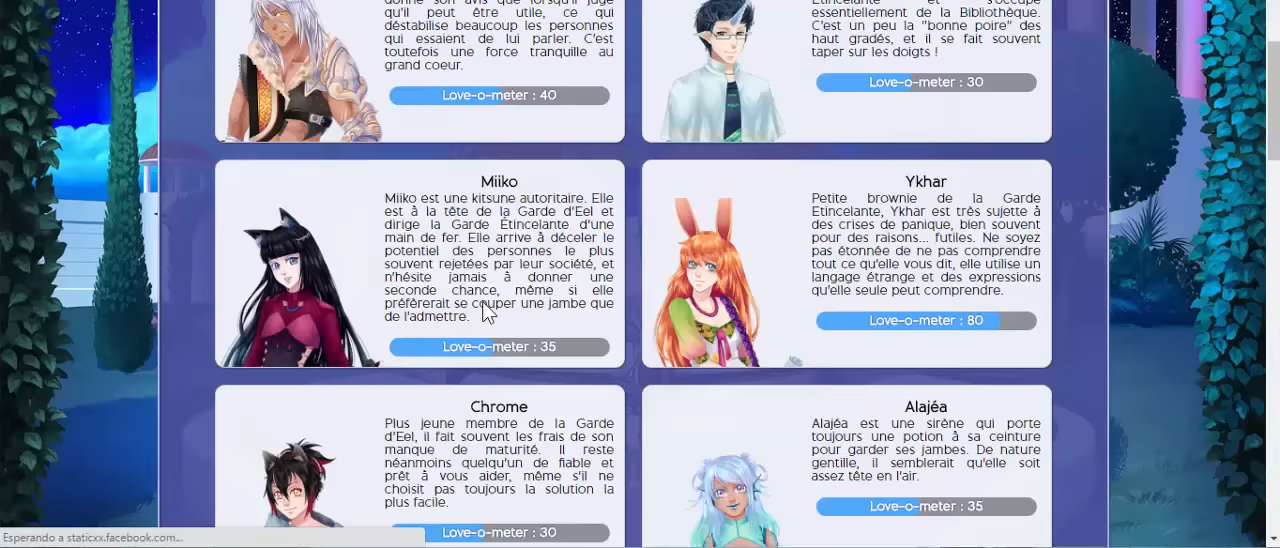 donne son avis que lorsqu'il juge
qu'il peut être utile, ce qui
déstabilise beaucoup les personnes
qui essaient de lui parler. C'est
toutefois une force tranquille au
grand coeur.
Love-o-meter : 40
Etincelante et s'occupe
essentiellement de la Bibliothèque.
C'est un peu la "bonne poire" des
haut gradés, et il se fait souvent
taper sur les doigts !
Love-o-meter : 30
Miiko
Miiko est une kitsune autoritaire. Elle
est à la tête de la Garde d'Eel et
dirige la Garde Étincelante d'une
main de fer. Elle arrive à déceler le
potentiel des personnes le plus
souvent rejetées par leur société, et
n'hésite jamais à donner une
seconde chance, même si elle
préférerait se couper une jambe que
de l'admettre.
Love-o-meter : 35
Ykhar
Petite brownie de la Garde
Etincelante, Ykhar est très sujette à
des crises de panique, bien souvent
pour des raisons... futiles. Ne soyez
pas étonnée de ne pas comprendre
tout ce qu'elle vous dit, elle utilise un
langage étrange et des expressions
qu'elle seule peut comprendre.
Love-o-meter : 80
Chrome
Plus jeune membre de la Garde
d'Eel, il fait souvent les frais de son
manque de maturité. Il reste
néanmoins quelqu'un de fiable et
prêt à vous aider, même s'il ne
choisit pas toujours la solution la
plus facile.
Love-o-meter : 30
Alajéa
Alajéa est une sirène qui porte
toujours une potion à sa ceinture
pour garder ses jambes. De nature
gentille, il semblerait qu'elle soit
assez tête en l'air.
Love-o-meter : 35
Esperando a staticxx.facebook.com...